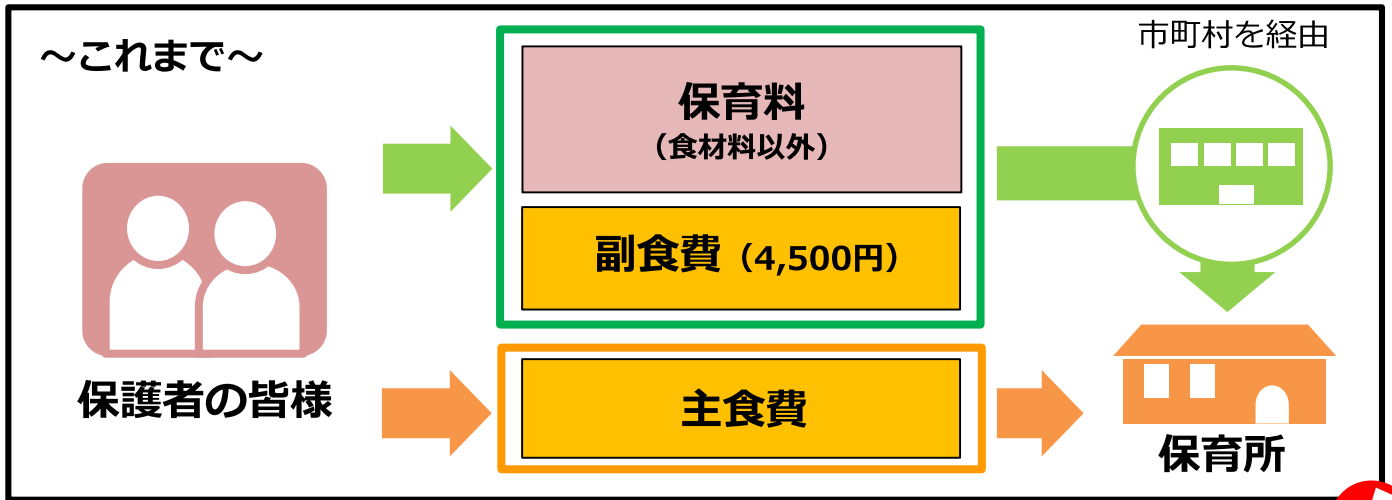 ～これまで～
市町村を経由
保育料
（食材料以外）
副食費（4,500円）
保護者の皆様
主食費
保育所